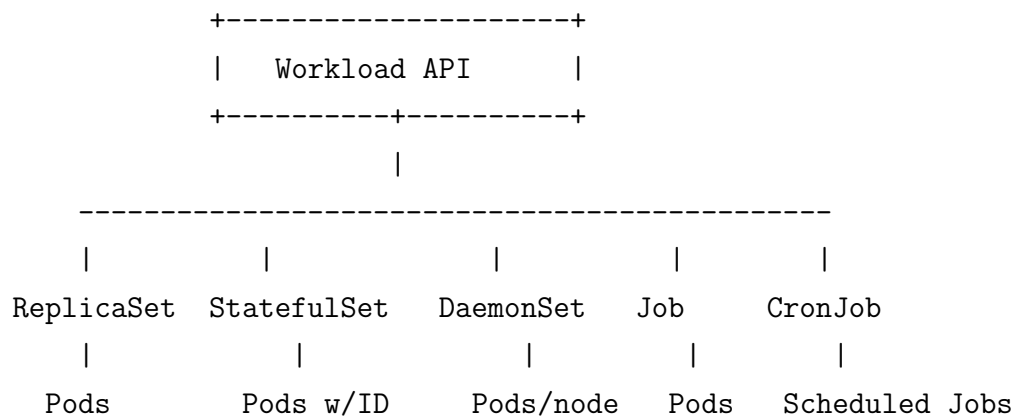 Workload API
ReplicaSet StatefulSet DaemonSet Job CronJob
Pods Pods w/ID Pods/node Pods Scheduled Jobs